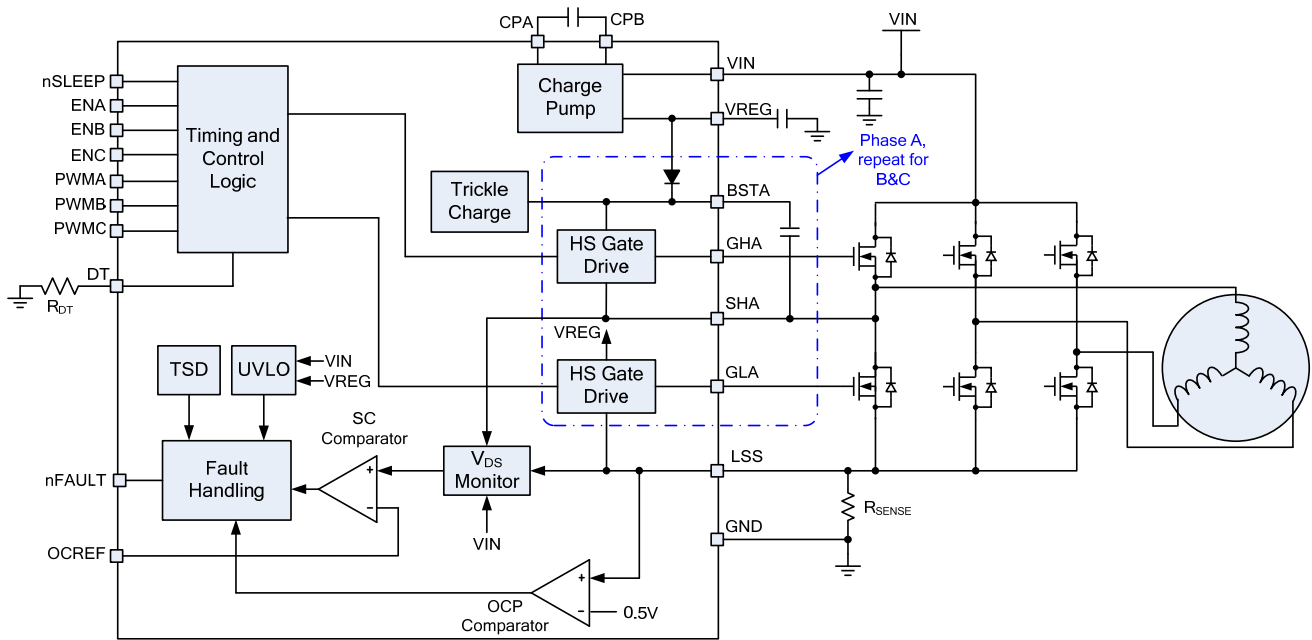 CPA
CPB
VIN
nSLEEP
ENA
ENB
ENC
PWMA
PWMB
PWMC
DT
RDT
Timing and
Control
Logic
Charge
Pump
VIN
VREG
Phase A,
repeat for
B&C
Trickle
Charge
BSTA
HS Gate
Drive
GHA
SHA
VREG
HS Gate
Drive
GLA
TSD
UVLO
VIN
VREG
SC
Comparator
+
−
Fault
Handling
nFAULT
VDS
Monitor
VIN
LSS
RSENSE
GND
OCREF
OCP
Comparator
+
−
0.5V